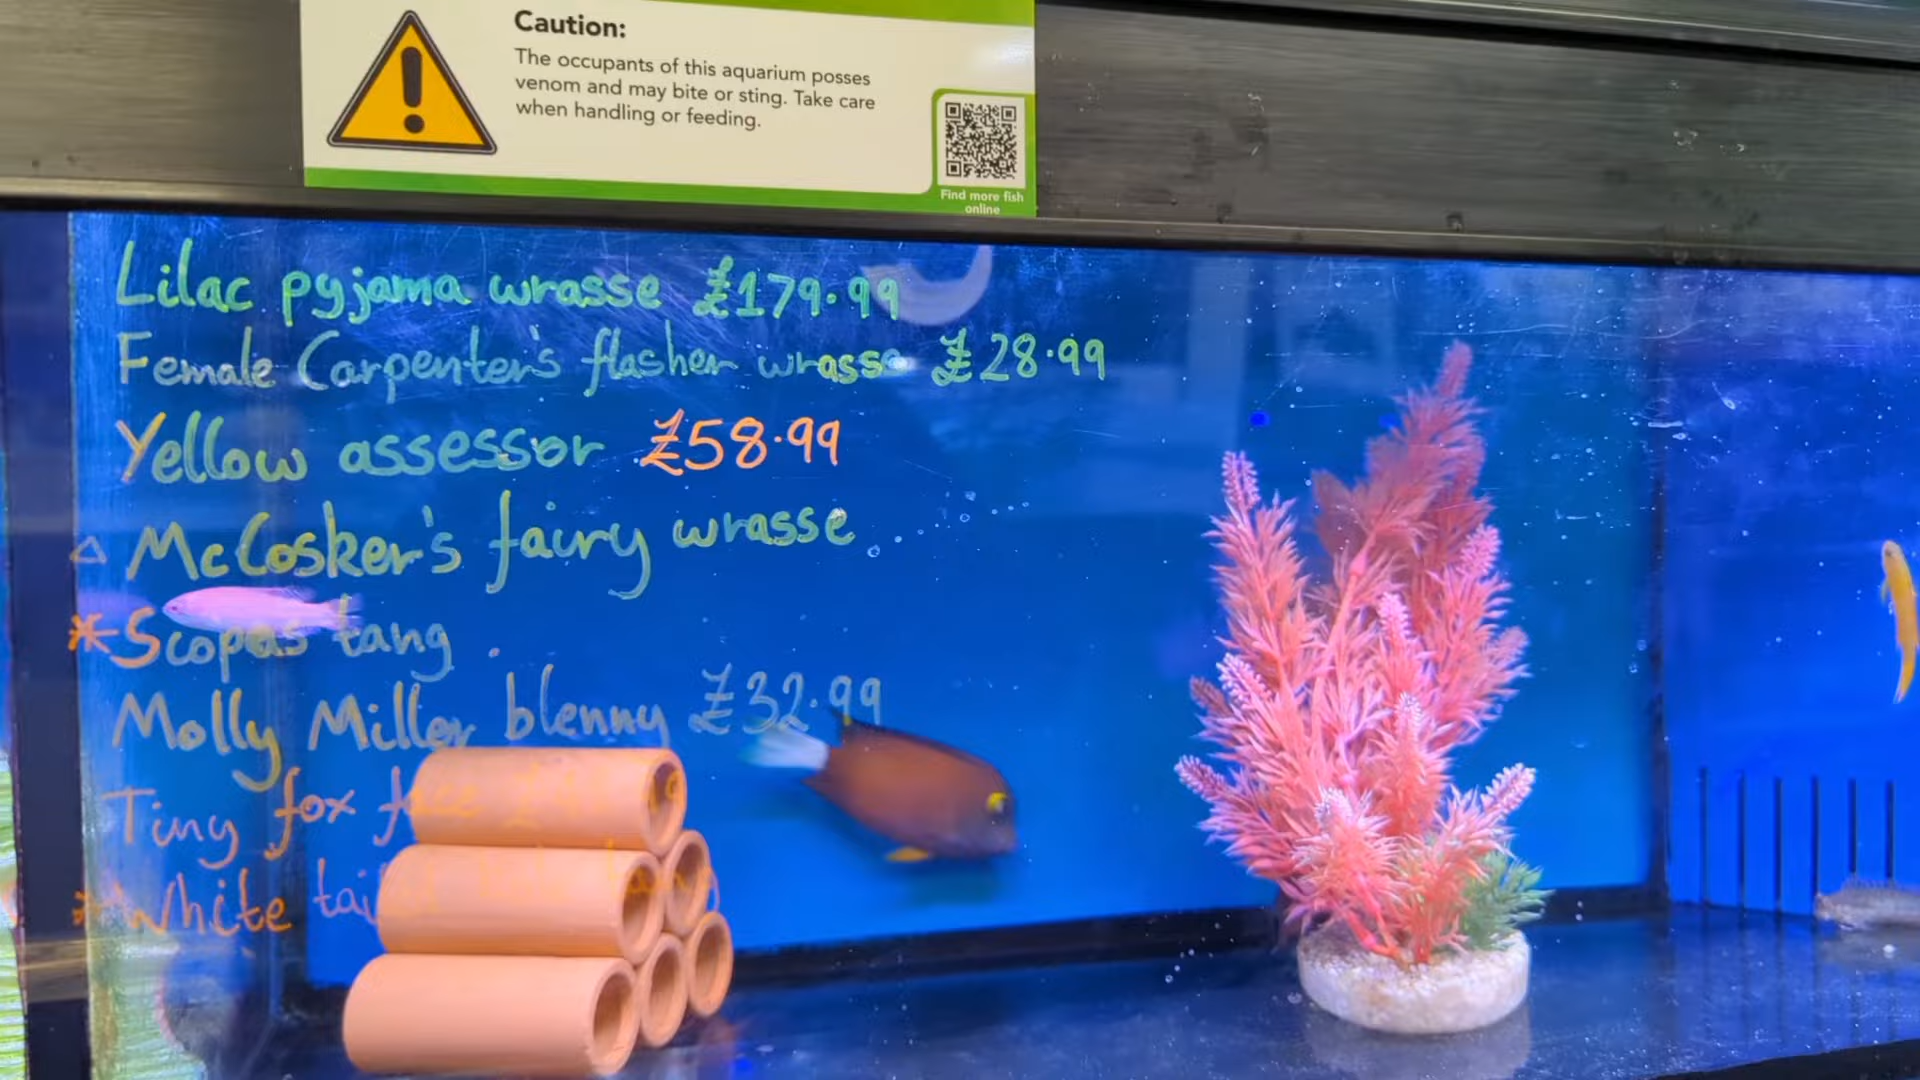 Caution:
The occupants of this aquarium posses
venom and may bite or sting. Take care
when handling or feeding.
Find more fish
online
Lilac pyjama wrasse £179.99
Female Carpenter's flasher wrasse £28.99
Yellow assessor £58.99
△ McCosker's fairy wrasse
*Scopas tang
Molly Miller blenny £32.99
Tiny fox face
*White tail